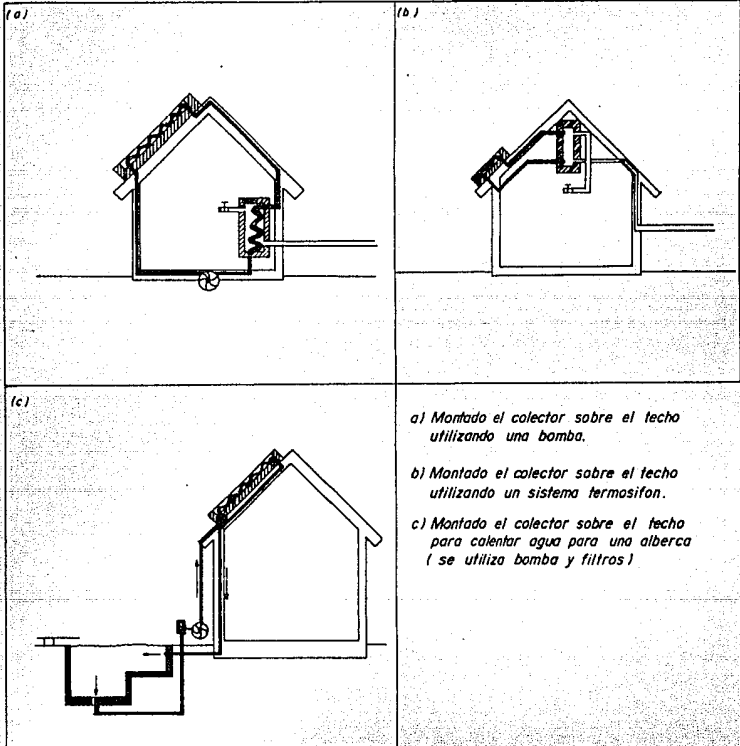 (a)
(b)
(c)
a) Montado el colector sobre el techo
utilizando una bomba.
b) Montado el colector sobre el techo
utilizando un sistema termosifon.
c) Montado el colector sobre el techo
para calentar agua para una alberca
( se utiliza bomba y filtros )